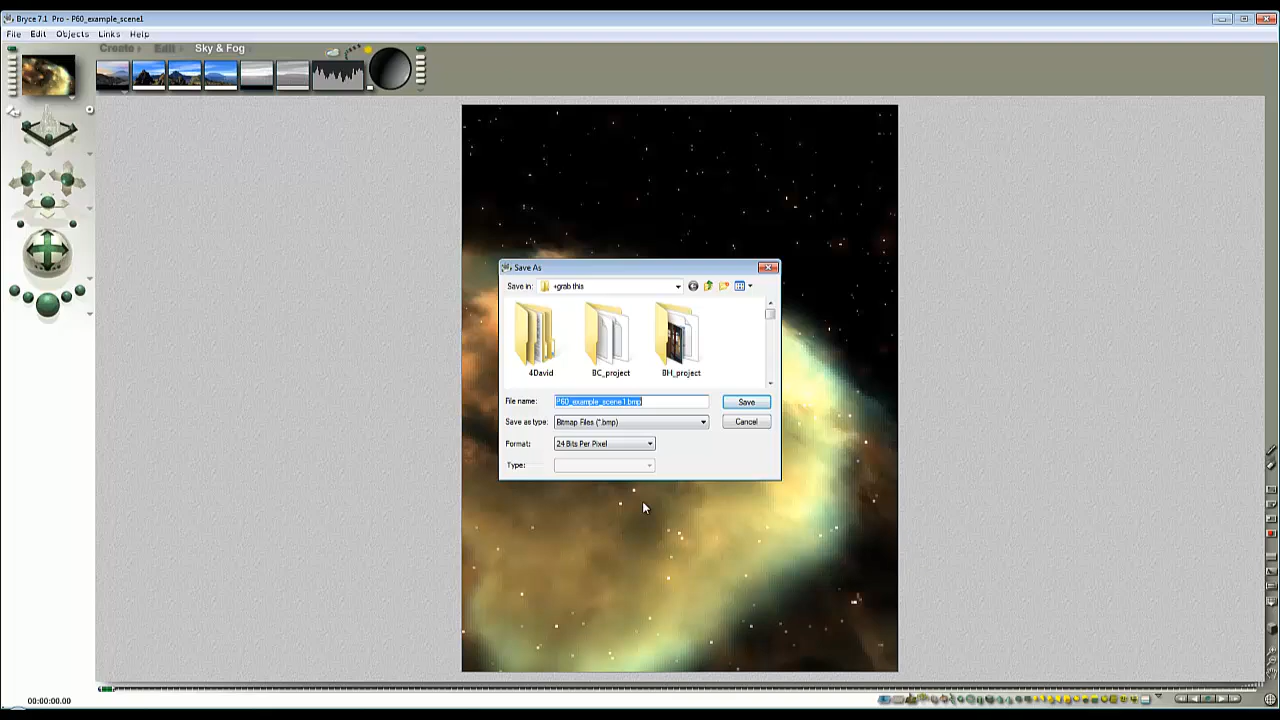 Bryce 7.1 Pro - P60_example_scene1
File Edit Objects Links Help
Create Edit Sky & Fog
Save As
Save in: +grab this
4David BC_project BH_project
File name: P60_example_scene1.bmp Save
Save as type: Bitmap Files (*.bmp) Cancel
Format: 24 Bits Per Pixel
Type:
00:00:00.00